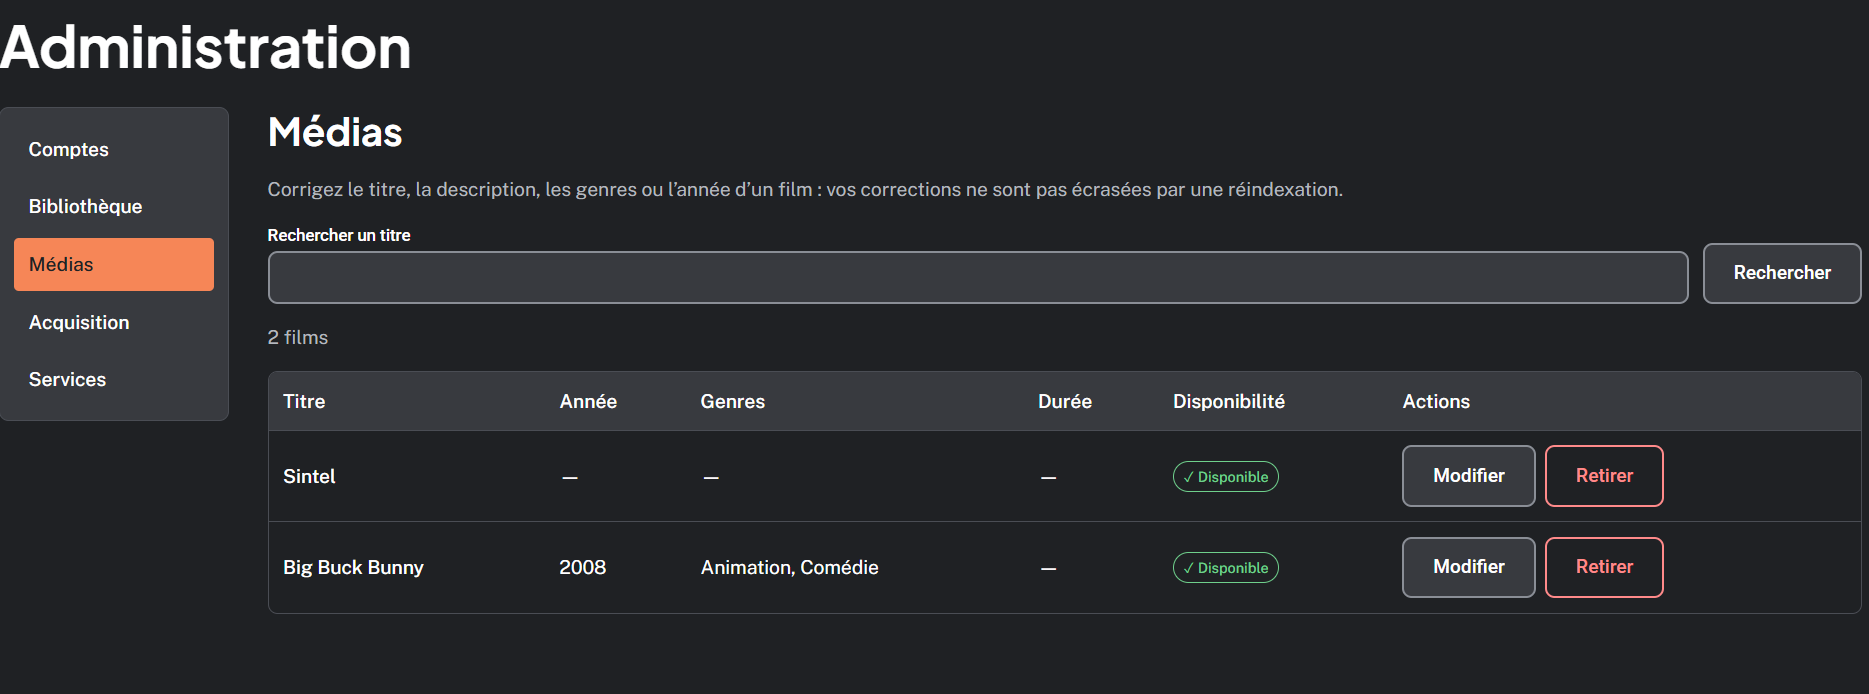 Administration
Comptes
Bibliothèque
Médias
Acquisition
Services
Médias
Corrigez le titre, la description, les genres ou l’année d’un film : vos corrections ne sont pas écrasées par une réindexation.
Rechercher un titre
Rechercher
2 films
Titre Année Genres Durée Disponibilité Actions
Sintel — — — ✓ Disponible Modifier Retirer
Big Buck Bunny 2008 Animation, Comédie — ✓ Disponible Modifier Retirer